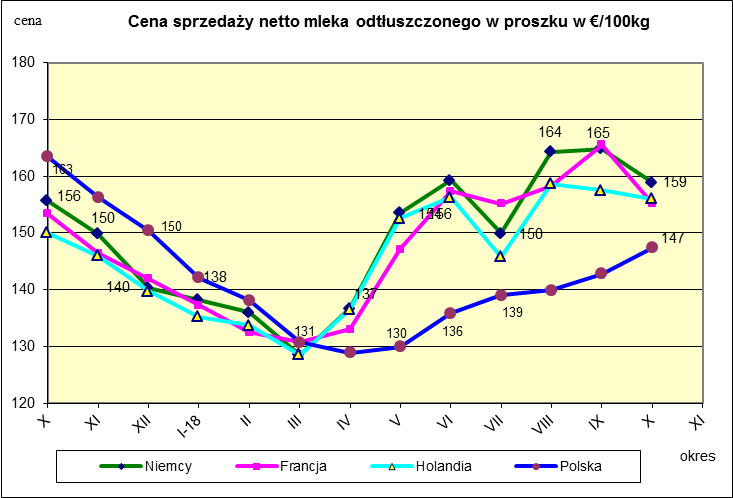 cena
Cena sprzedaży netto mleka odtłuszczonego w proszku w €/100kg
180
170
160
150
140
130
120
163
156
150
150
140
138
131
137
130
154
156
136
150
139
164
165
159
147
X
XI
XII
I-18
II
III
IV
V
VI
VII
VIII
IX
X
XI
okres
Niemcy Francja Holandia Polska